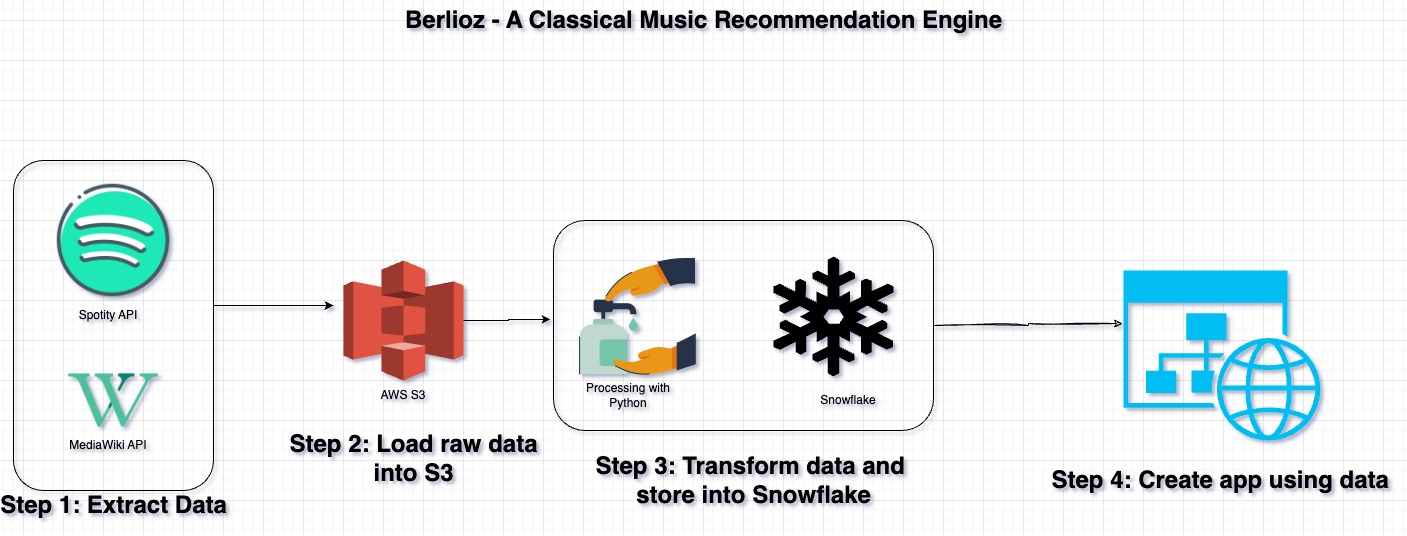 Berlioz - A Classical Music Recommendation Engine
Spotity API
MediaWiki API
Step 1: Extract Data
AWS S3
Step 2: Load raw data
into S3
Processing with
Python
Snowflake
Step 3: Transform data and
store into Snowflake
Step 4: Create app using data